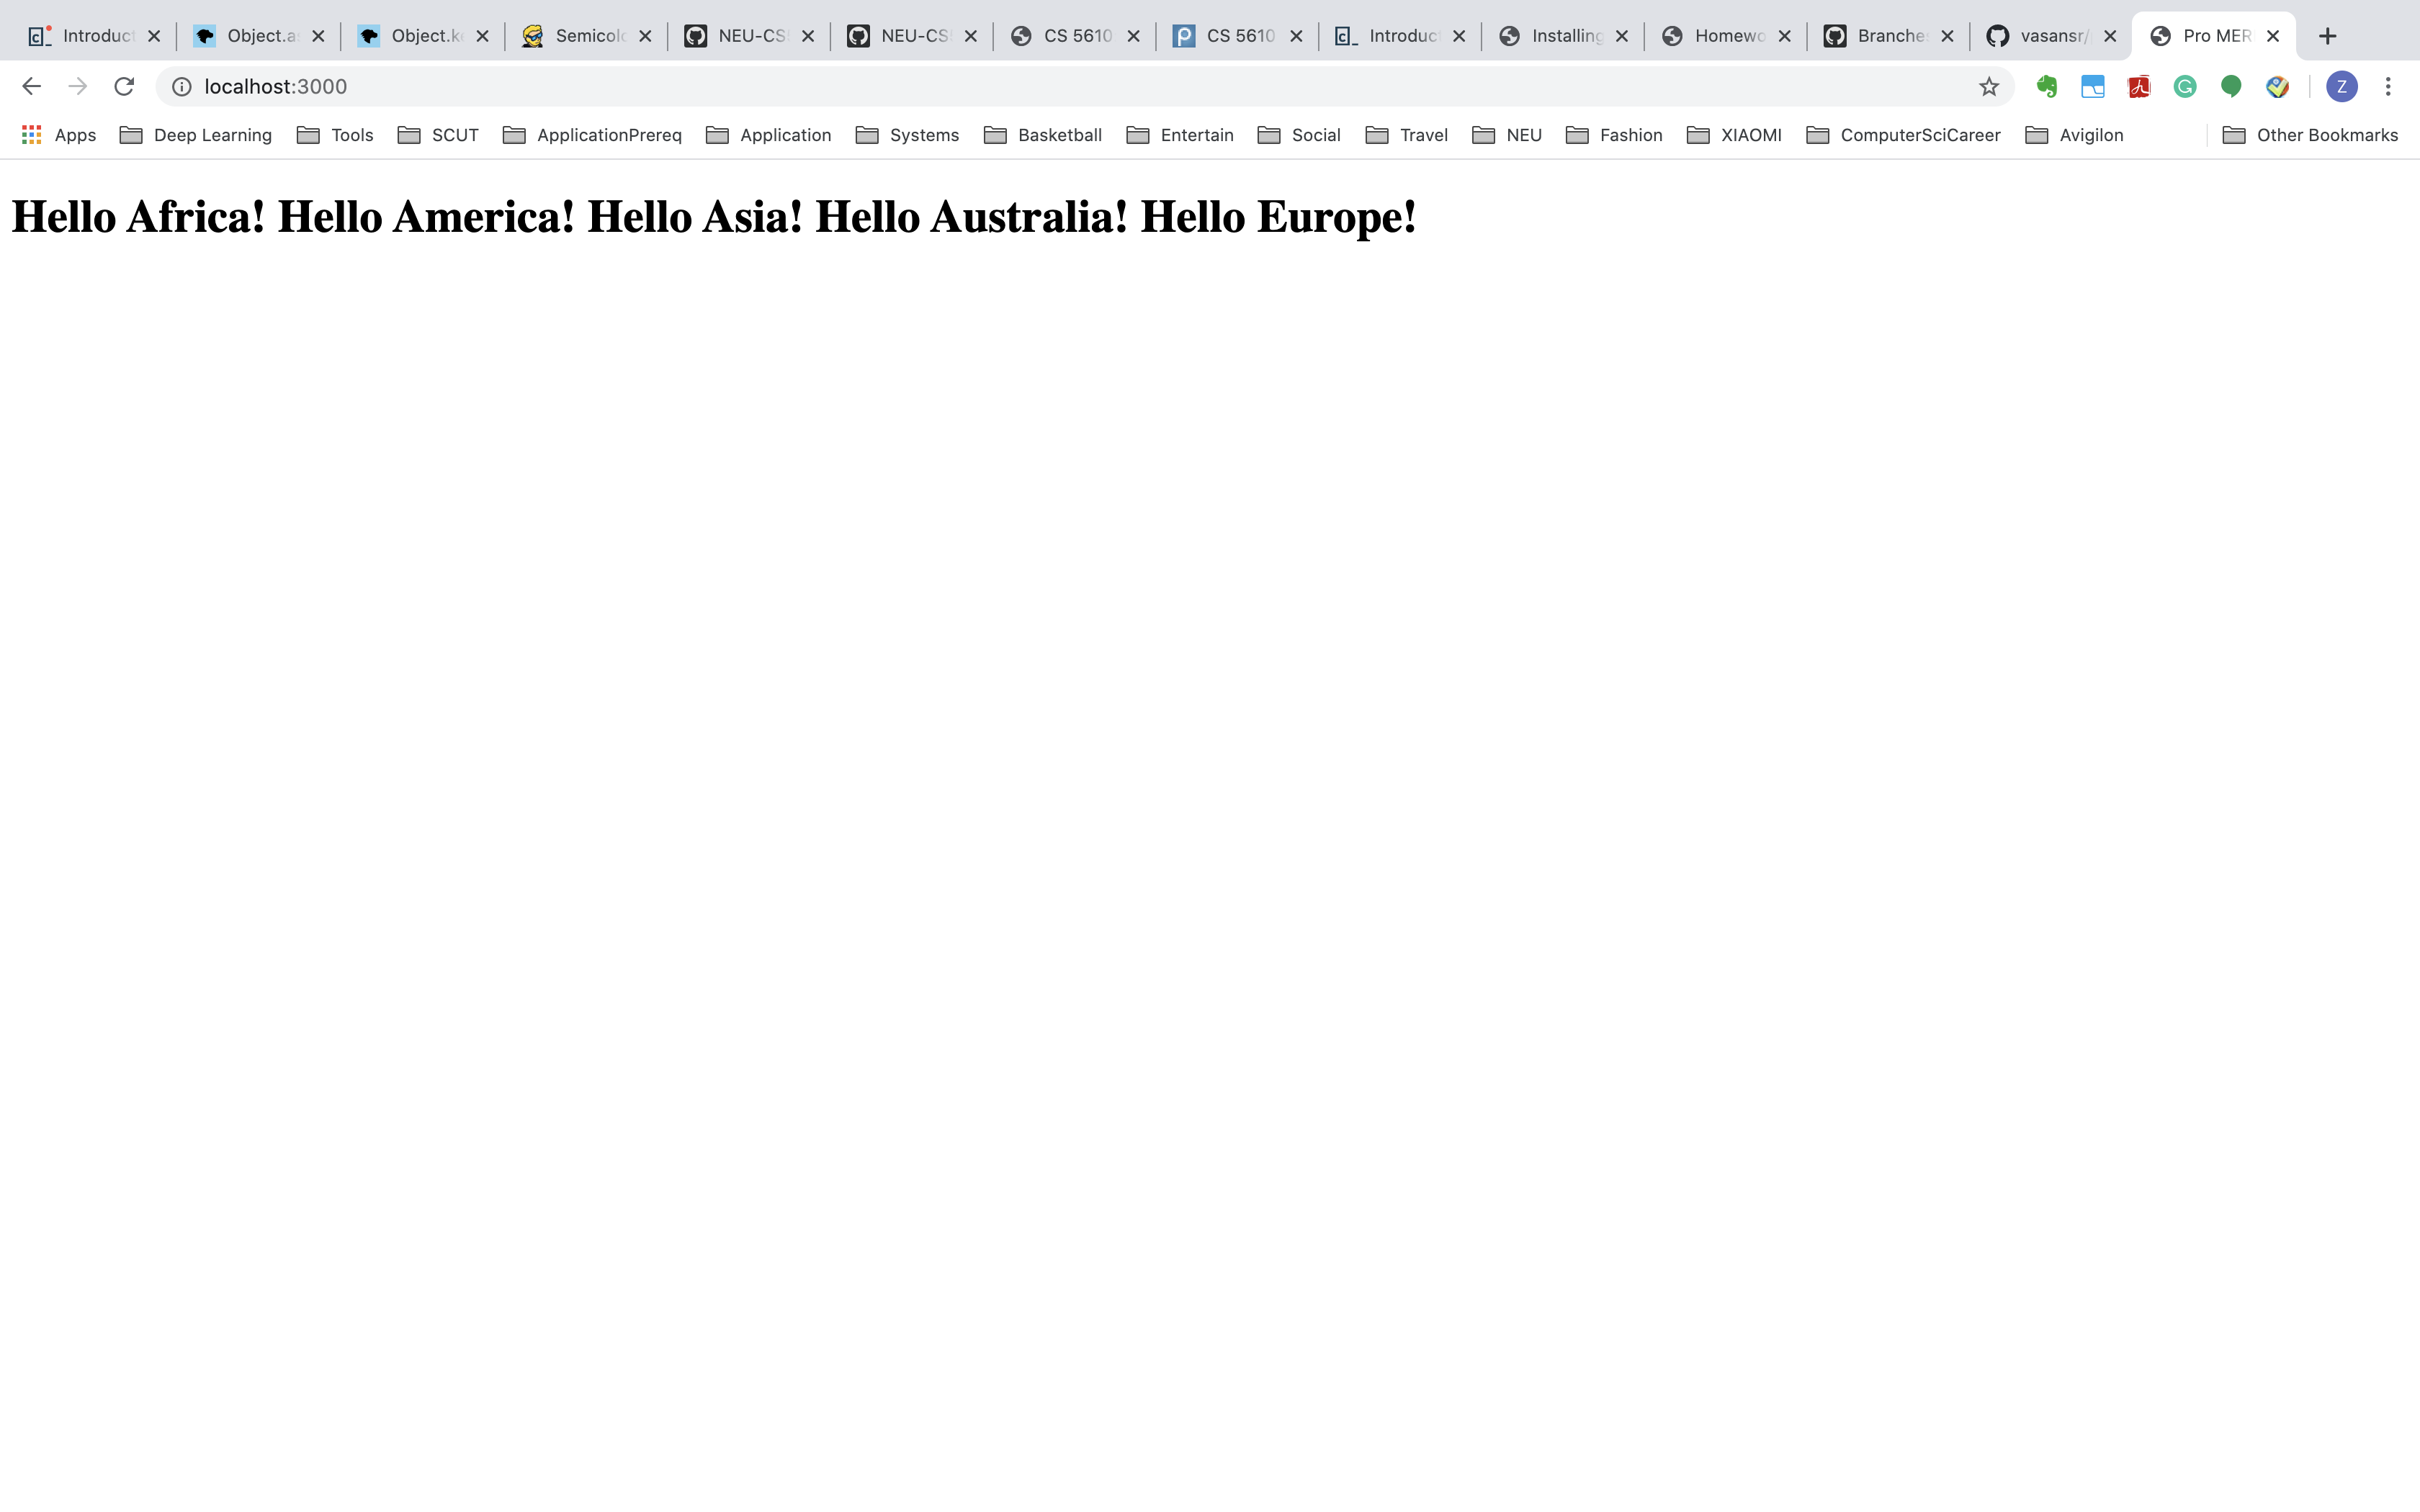 Introduct Object.a Object.k Semicol NEU-CS NEU-CS CS 5610 CS 5610 Introduc Installing Homewo Branche vasansr/ Pro MER
localhost:3000 Z
Apps Deep Learning Tools SCUT ApplicationPrereq Application Systems Basketball Entertain Social Travel NEU Fashion XIAOMI ComputerSciCareer Avigilon Other Bookmarks
Hello Africa! Hello America! Hello Asia! Hello Australia! Hello Europe!